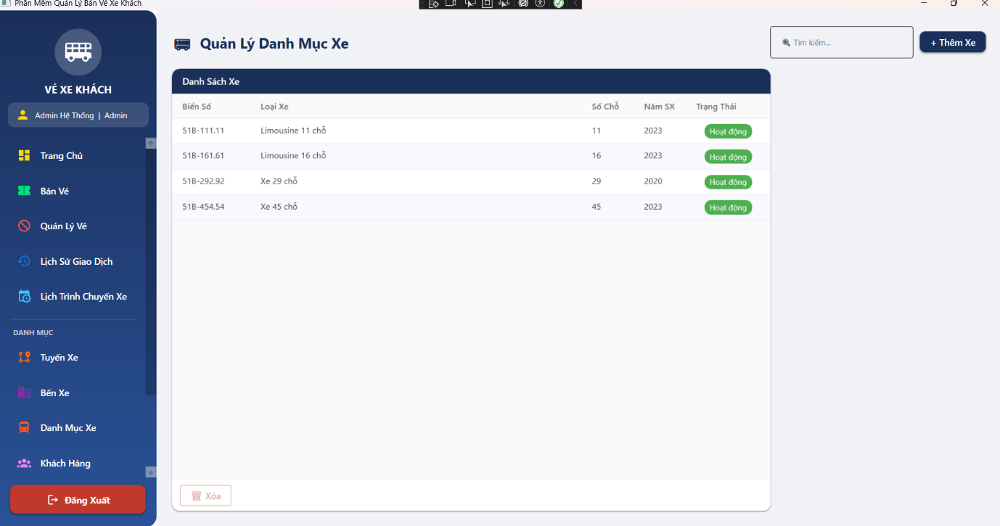 Phần Mềm Quản Lý Bán Vé Xe Khách
VÉ XE KHÁCH
Admin Hệ Thống | Admin
Trang Chủ
Bán Vé
Quản Lý Vé
Lịch Sử Giao Dịch
Lịch Trình Chuyến Xe
DANH MỤC
Tuyến Xe
Bến Xe
Danh Mục Xe
Khách Hàng
Đăng Xuất
Quản Lý Danh Mục Xe
Tìm kiếm...
+ Thêm Xe
Danh Sách Xe
Biển Số Loại Xe Số Chỗ Năm SX Trạng Thái
51B-111.11 Limousine 11 chỗ 11 2023 Hoạt động
51B-161.61 Limousine 16 chỗ 16 2023 Hoạt động
51B-292.92 Xe 29 chỗ 29 2020 Hoạt động
51B-454.54 Xe 45 chỗ 45 2023 Hoạt động
Xóa